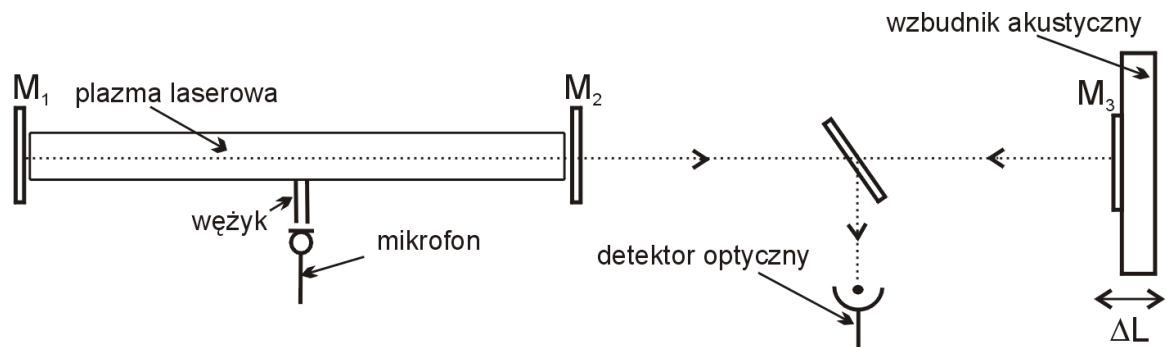 wzbudnik akustyczny
M₁
plazma laserowa
M₂
M₃
wężyk
mikrofon
detektor optyczny
ΔL